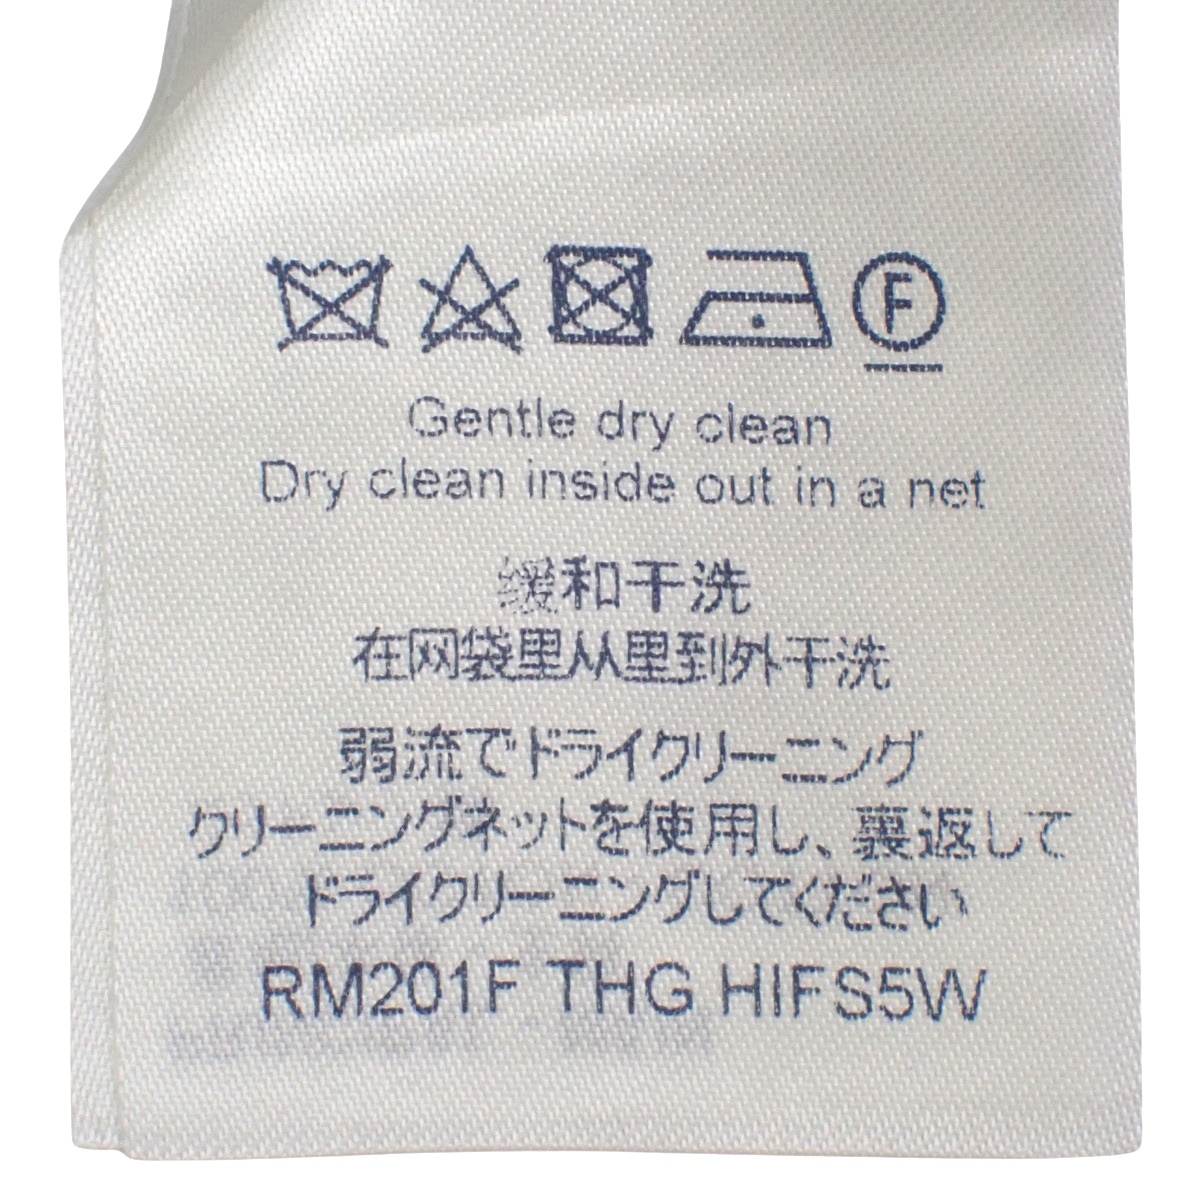 F
Gentle dry clean
Dry clean inside out in a net
缓和干洗
在网袋里从里到外干洗
弱流でドライクリーニング
クリーニングネットを使用し、裏返して
ドライクリーニングしてください
RM201F THG HIFS5W